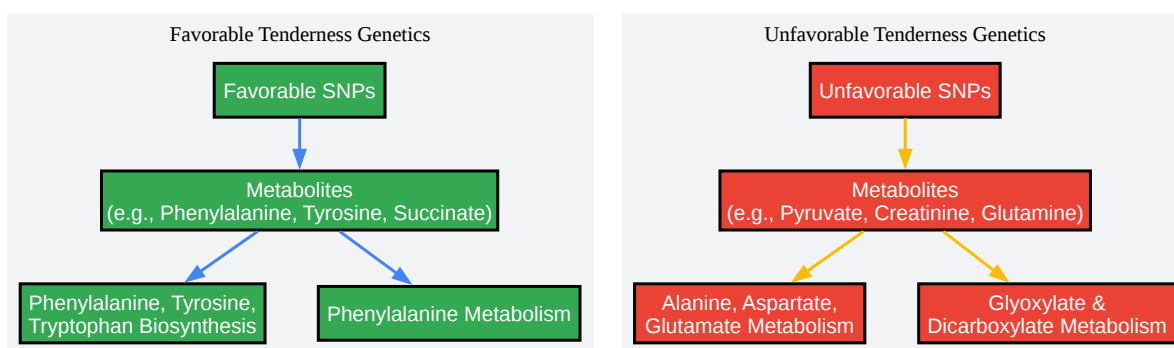 Favorable Tenderness Genetics
Favorable SNPs
Metabolites
(e.g., Phenylalanine, Tyrosine, Succinate)
Phenylalanine, Tyrosine,
Tryptophan Biosynthesis
Phenylalanine Metabolism
Unfavorable Tenderness Genetics
Unfavorable SNPs
Metabolites
(e.g., Pyruvate, Creatinine, Glutamine)
Alanine, Aspartate,
Glutamate Metabolism
Glyoxylate &
Dicarboxylate Metabolism